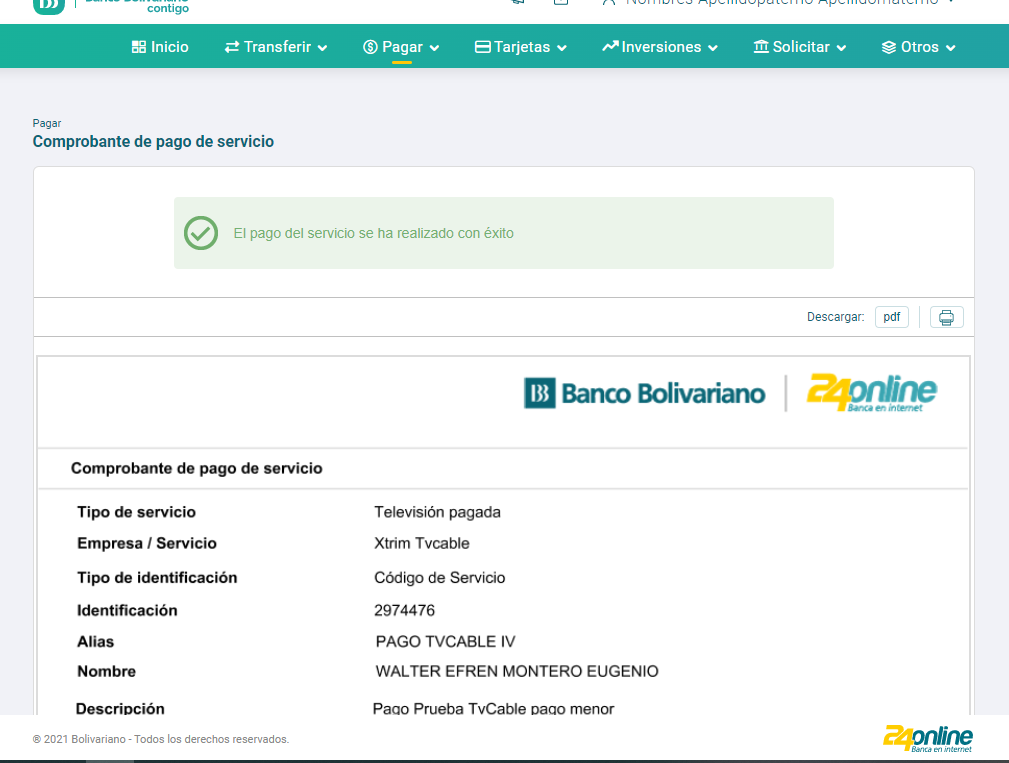 Banco Bolivariano
contigo
Nombres Apellidopaterno Apellidomaterno
Inicio Transferir Pagar Tarjetas Inversiones Solicitar Otros
Pagar
Comprobante de pago de servicio
El pago del servicio se ha realizado con éxito
Descargar: pdf
Banco Bolivariano 24online
Banca en internet
Comprobante de pago de servicio
Tipo de servicio Televisión pagada
Empresa / Servicio Xtrim Tvcable
Tipo de identificación Código de Servicio
Identificación 2974476
Alias PAGO TVCABLE IV
Nombre WALTER EFREN MONTERO EUGENIO
Descripción Pago Prueba TvCable pago menor
® 2021 Bolivariano - Todos los derechos reservados.
24online
Banca en internet